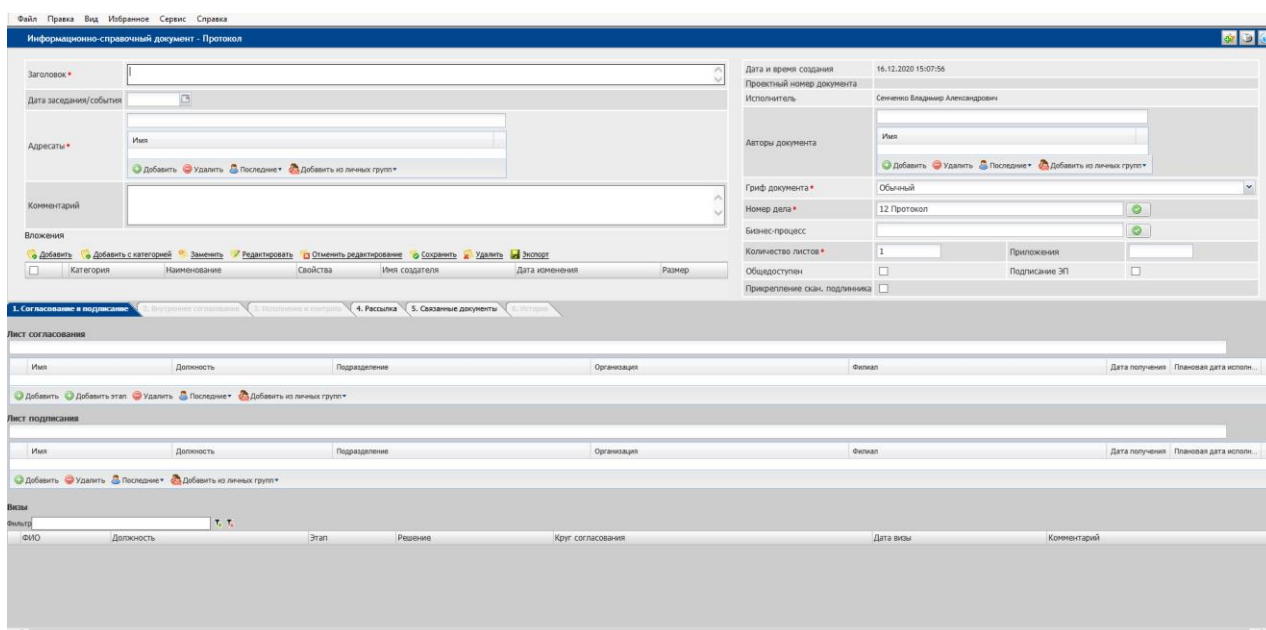 Файл Правка Вид Избранное Сервис Справка
Информационно-справочный документ - Протокол
Заголовок*
Дата заседания/события
Адресаты*
Имя
Добавить Удалить Последние Добавить из личных групп
Комментарий
Вложения
Добавить Добавить с категорией Заменить Редактировать Отменить редактирование Сохранить Удалить Экспорт
Категория Наименование Свойства Имя создателя Дата изменения Размер
Дата и время создания 16.12.2020 15:07:56
Проектный номер документа
Исполнитель Сенченко Владимир Александрович
Авторы документа
Имя
Добавить Удалить Последние Добавить из личных групп
Гриф документа* Обычный
Номер дела* 12 Протокол
Бизнес-процесс
Количество листов* 1 Приложения
Общедоступен Подписание ЭП
Прикрепление скан. подлинника
1. Согласование и подписание 2. Внутреннее согласование 3. Исполнение и контроль 4. Рассылка 5. Связанные документы 6. История
Лист согласования
Имя Должность Подразделение Организация Филиал Дата получения Плановая дата исполн...
Добавить Добавить этап Удалить Последние Добавить из личных групп
Лист подписания
Имя Должность Подразделение Организация Филиал Дата получения Плановая дата исполн...
Добавить Удалить Последние Добавить из личных групп
Визы
Фильтр
ФИО Должность Этап Решение Круг согласования Дата визы Комментарий